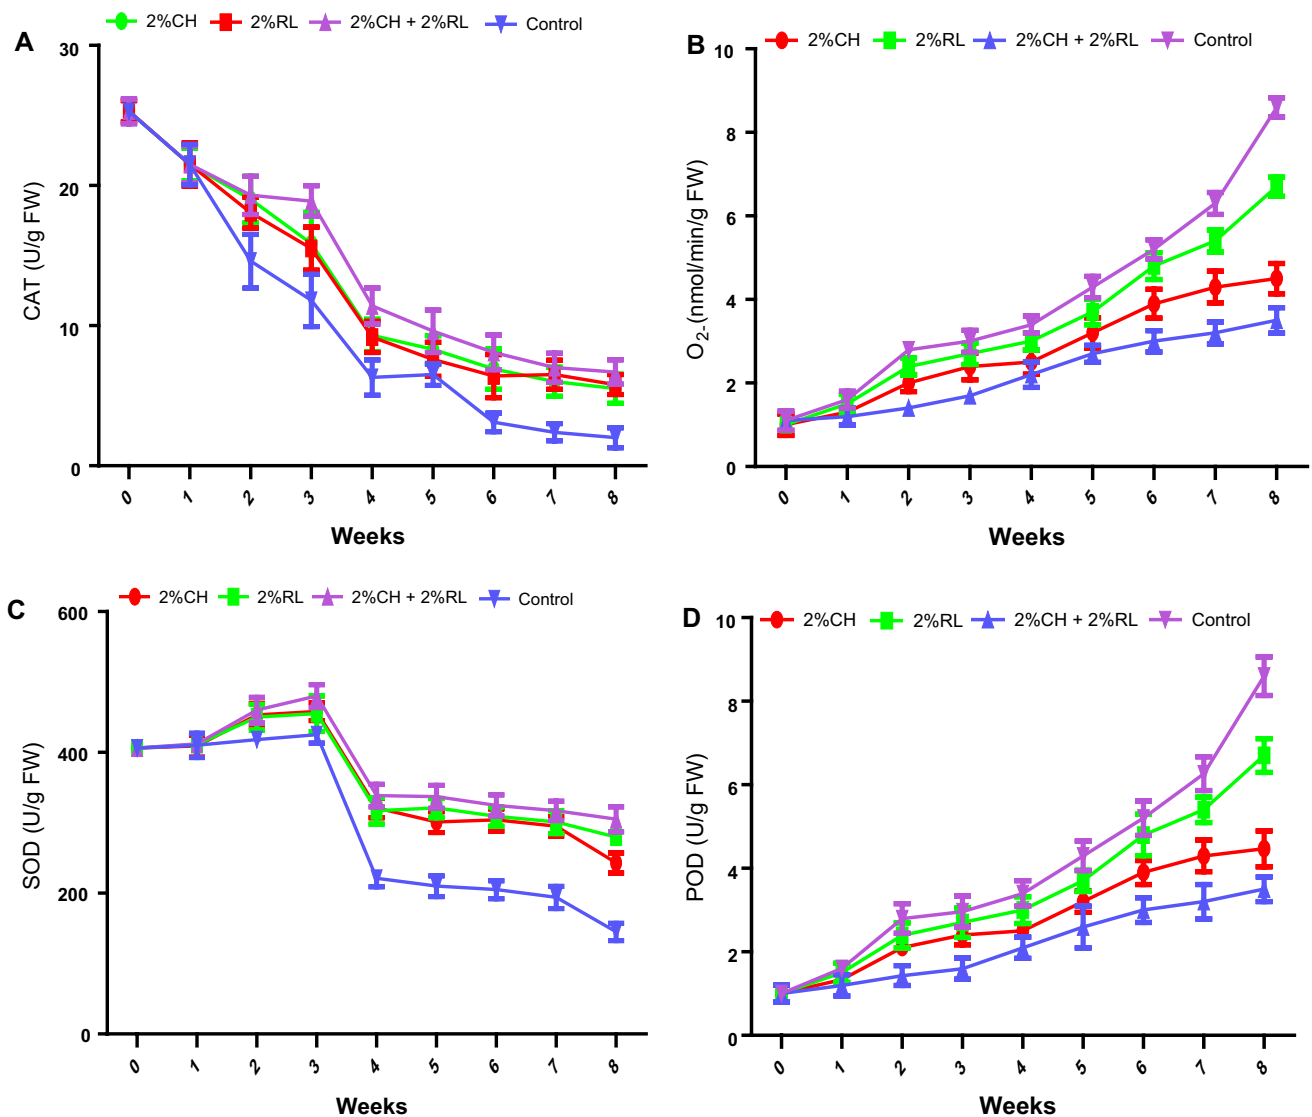 A
2%CH 2%RL 2%CH + 2%RL Control
30
20
10
0
CAT (U/g FW)
0 1 2 3 4 5 6 7 8
Weeks
B
2%CH 2%RL 2%CH + 2%RL Control
10
8
6
4
2
0
O2- (nmol/min/g FW)
0 1 2 3 4 5 6 7 8
Weeks
C
2%CH 2%RL 2%CH + 2%RL Control
600
400
200
0
SOD (U/g FW)
0 1 2 3 4 5 6 7 8
Weeks
D
2%CH 2%RL 2%CH + 2%RL Control
10
8
6
4
2
0
POD (U/g FW)
0 1 2 3 4 5 6 7 8
Weeks